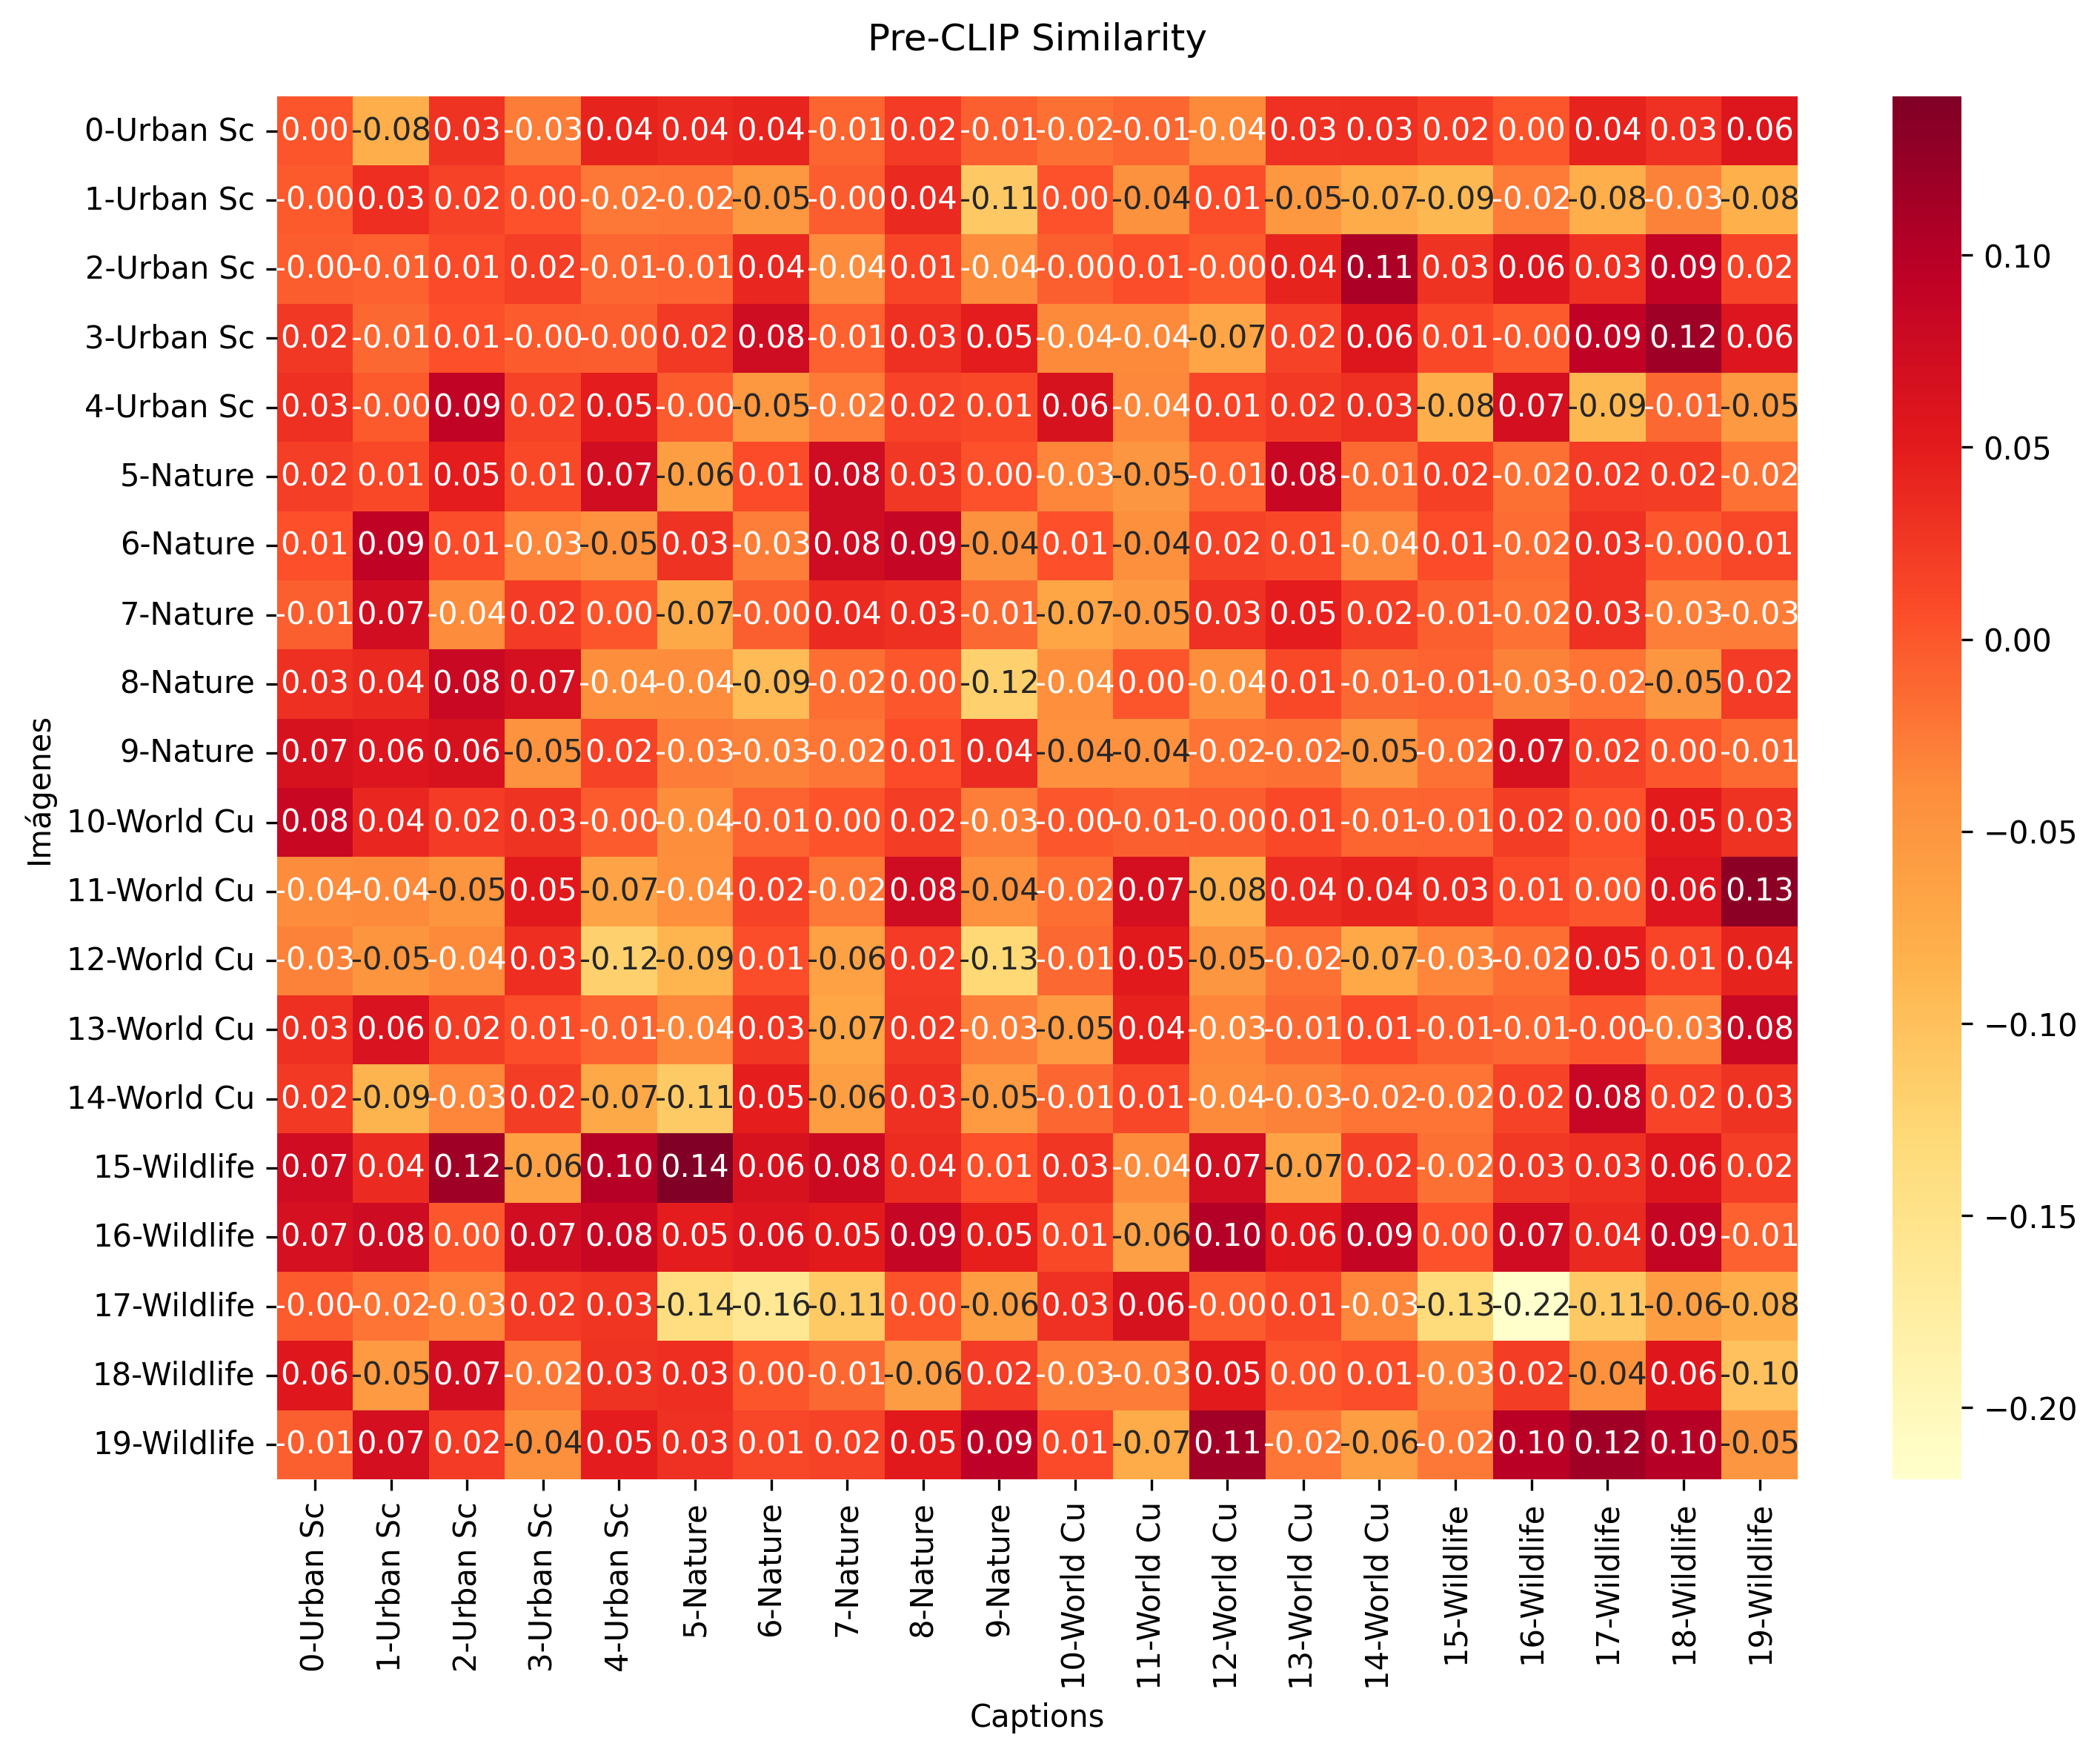 Pre-CLIP Similarity
0-Urban Sc 0.00 -0.08 0.03 -0.03 0.04 0.04 0.04 -0.01 0.02 -0.01 -0.02 -0.01 -0.04 0.03 0.03 0.02 0.00 0.04 0.03 0.06
1-Urban Sc -0.00 0.03 0.02 0.00 -0.02 -0.02 -0.05 -0.00 0.04 -0.11 0.00 -0.04 0.01 -0.05 -0.07 -0.09 -0.02 -0.08 -0.03 -0.08
2-Urban Sc -0.00 -0.01 0.01 0.02 -0.01 -0.01 0.04 -0.04 0.01 -0.04 -0.00 0.01 -0.00 0.04 0.11 0.03 0.06 0.03 0.09 0.02
3-Urban Sc 0.02 -0.01 0.01 -0.00 -0.00 0.02 0.08 -0.01 0.03 0.05 -0.04 -0.04 -0.07 0.02 0.06 0.01 -0.00 0.09 0.12 0.06
4-Urban Sc 0.03 -0.00 0.09 0.02 0.05 -0.00 -0.05 -0.02 0.02 0.01 0.06 -0.04 0.01 0.02 0.03 -0.08 0.07 -0.09 -0.01 -0.05
5-Nature 0.02 0.01 0.05 0.01 0.07 -0.06 0.01 0.08 0.03 0.00 -0.03 -0.05 -0.01 0.08 -0.01 0.02 -0.02 0.02 0.02 -0.02
6-Nature 0.01 0.09 0.01 -0.03 -0.05 0.03 -0.03 0.08 0.09 -0.04 0.01 -0.04 0.02 0.01 -0.04 0.01 -0.02 0.03 -0.00 0.01
7-Nature -0.01 0.07 -0.04 0.02 0.00 -0.07 -0.00 0.04 0.03 -0.01 -0.07 -0.05 0.03 0.05 0.02 -0.01 -0.02 0.03 -0.03 -0.03
8-Nature 0.03 0.04 0.08 0.07 -0.04 -0.04 -0.09 -0.02 0.00 -0.12 -0.04 0.00 -0.04 0.01 -0.01 -0.01 -0.03 -0.02 -0.05 0.02
9-Nature 0.07 0.06 0.06 -0.05 0.02 -0.03 -0.03 -0.02 0.01 0.04 -0.04 -0.04 -0.02 -0.02 -0.05 -0.02 0.07 0.02 0.00 -0.01
10-World Cu 0.08 0.04 0.02 0.03 -0.00 -0.04 -0.01 0.00 0.02 -0.03 -0.00 -0.01 -0.00 0.01 -0.01 -0.01 0.02 0.00 0.05 0.03
11-World Cu -0.04 -0.04 -0.05 0.05 -0.07 -0.04 0.02 -0.02 0.08 -0.04 -0.02 0.07 -0.08 0.04 0.04 0.03 0.01 0.00 0.06 0.13
12-World Cu -0.03 -0.05 -0.04 0.03 -0.12 -0.09 0.01 -0.06 0.02 -0.13 -0.01 0.05 -0.05 -0.02 -0.07 -0.03 -0.02 0.05 0.01 0.04
13-World Cu 0.03 0.06 0.02 0.01 -0.01 -0.04 0.03 -0.07 0.02 -0.03 -0.05 0.04 -0.03 -0.01 0.01 -0.01 -0.01 -0.00 -0.03 0.08
14-World Cu 0.02 -0.09 -0.03 0.02 -0.07 -0.11 0.05 -0.06 0.03 -0.05 -0.01 0.01 -0.04 -0.03 -0.02 -0.02 0.02 0.08 0.02 0.03
15-Wildlife 0.07 0.04 0.12 -0.06 0.10 0.14 0.06 0.08 0.04 0.01 0.03 -0.04 0.07 -0.07 0.02 -0.02 0.03 0.03 0.06 0.02
16-Wildlife 0.07 0.08 0.00 0.07 0.08 0.05 0.06 0.05 0.09 0.05 0.01 -0.06 0.10 0.06 0.09 0.00 0.07 0.04 0.09 -0.01
17-Wildlife -0.00 -0.02 -0.03 0.02 0.03 -0.14 -0.16 -0.11 0.00 -0.06 0.03 0.06 -0.00 0.01 -0.03 -0.13 -0.22 -0.11 -0.06 -0.08
18-Wildlife 0.06 -0.05 0.07 -0.02 0.03 0.03 0.00 -0.01 -0.06 0.02 -0.03 -0.03 0.05 0.00 0.01 -0.03 0.02 -0.04 0.06 -0.10
19-Wildlife -0.01 0.07 0.02 -0.04 0.05 0.03 0.01 0.02 0.05 0.09 0.01 -0.07 0.11 -0.02 -0.06 -0.02 0.10 0.12 0.10 -0.05
Imágenes
0-Urban Sc
1-Urban Sc
2-Urban Sc
3-Urban Sc
4-Urban Sc
5-Nature
6-Nature
7-Nature
8-Nature
9-Nature
10-World Cu
11-World Cu
12-World Cu
13-World Cu
14-World Cu
15-Wildlife
16-Wildlife
17-Wildlife
18-Wildlife
19-Wildlife
Captions
0.10
0.05
0.00
−0.05
−0.10
−0.15
−0.20